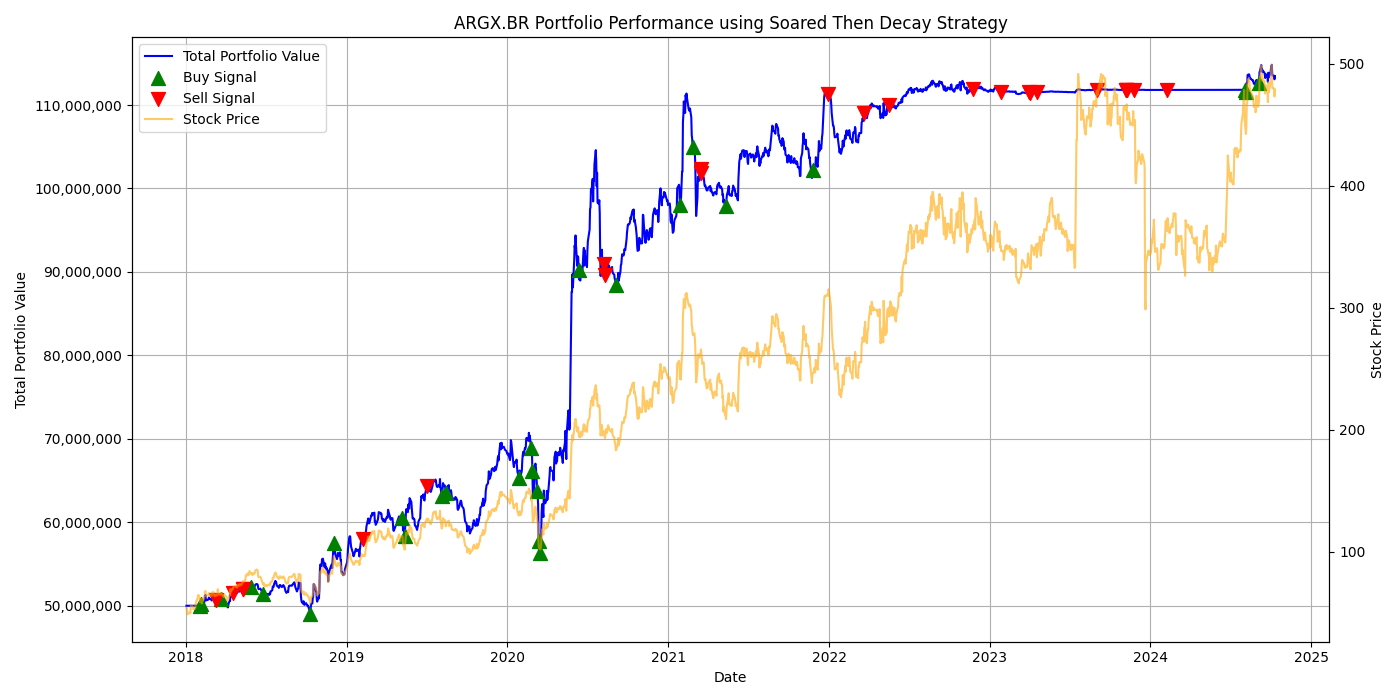 ARGX.BR Portfolio Performance using Soared Then Decay Strategy
Total Portfolio Value
Buy Signal
Sell Signal
Stock Price
110,000,000
100,000,000
90,000,000
80,000,000
70,000,000
60,000,000
50,000,000
Total Portfolio Value
500
400
300
200
100
Stock Price
2018 2019 2020 2021 2022 2023 2024 2025
Date